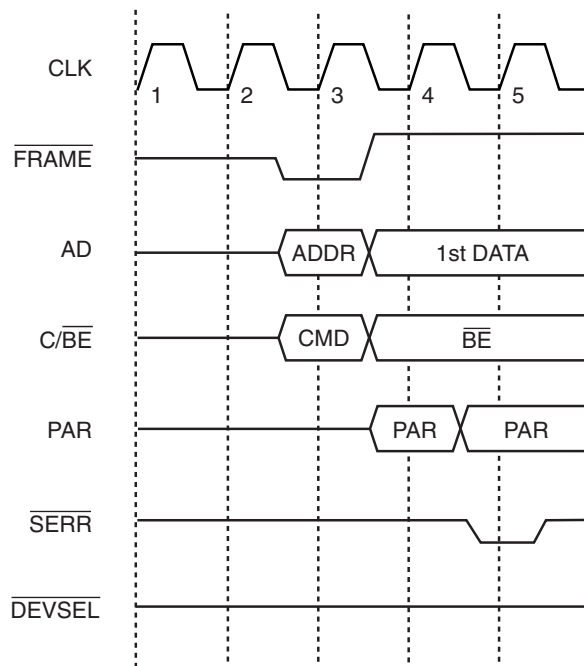 CLK
1 2 3 4 5
FRAME
AD ADDR 1st DATA
C/BE CMD BE
PAR PAR PAR
SERR
DEVSEL